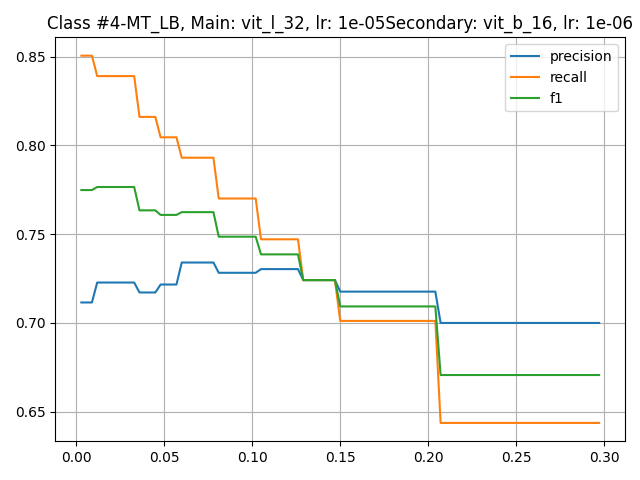 Class #4-MT_LB, Main: vit_l_32, lr: 1e-05Secondary: vit_b_16, lr: 1e-06
precision
recall
f1
0.85
0.80
0.75
0.70
0.65
0.00 0.05 0.10 0.15 0.20 0.25 0.30